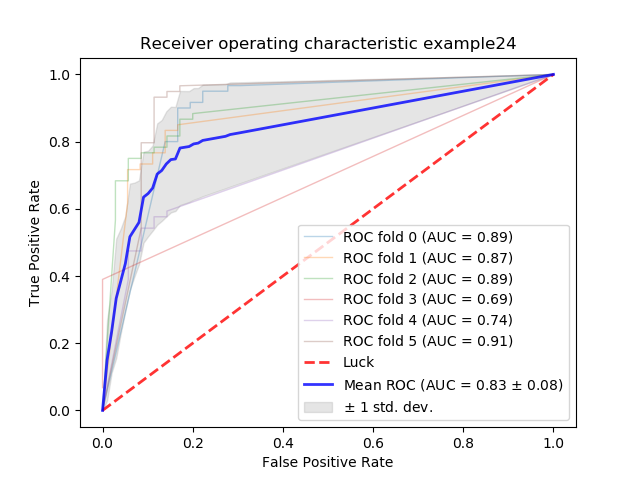 Receiver operating characteristic example24
1.0
0.8
0.6
0.4
0.2
0.0
True Positive Rate
ROC fold 0 (AUC = 0.89)
ROC fold 1 (AUC = 0.87)
ROC fold 2 (AUC = 0.89)
ROC fold 3 (AUC = 0.69)
ROC fold 4 (AUC = 0.74)
ROC fold 5 (AUC = 0.91)
Luck
Mean ROC (AUC = 0.83 ± 0.08)
± 1 std. dev.
0.0 0.2 0.4 0.6 0.8 1.0
False Positive Rate